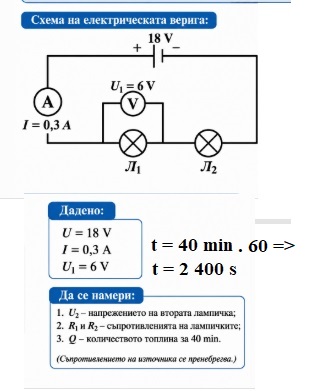 Схема на електрическата верига:
18 V
+ −
U₁ = 6 V
A
V
I = 0,3 A
Л₁
Л₂
Дадено:
U = 18 V
I = 0,3 A
U₁ = 6 V
t = 40 min . 60 =>
t = 2 400 s
Да се намери:
1. U₂ – напрежението на втората лампичка;
2. R₁ и R₂ – съпротивленията на лампичките;
3. Q – количеството топлина за 40 min.
(Съпротивлението на източника се пренебрегва.)